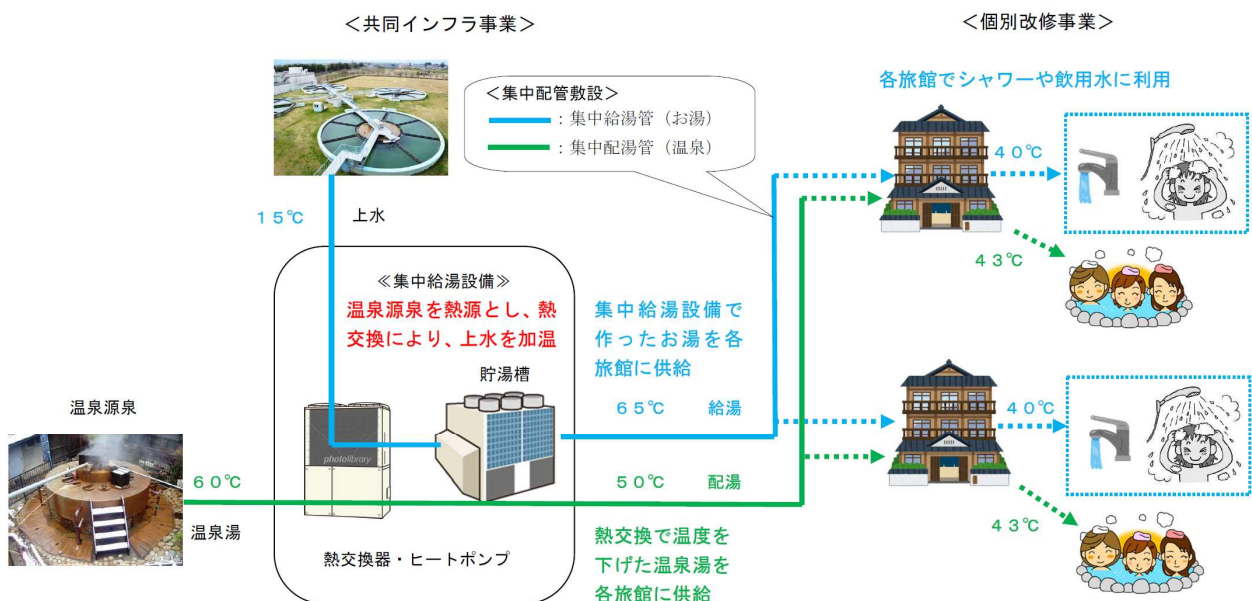 ＜共同インフラ事業＞
＜個別改修事業＞
＜集中配管敷設＞
：集中給湯管（お湯）
：集中配湯管（温泉）
各旅館でシャワーや飲用水に利用
４０℃
４３℃
１５℃
上水
≪集中給湯設備≫
温泉源泉を熱源とし、熱
交換により、上水を加温
貯湯槽
集中給湯設備で
作ったお湯を各
旅館に供給
温泉源泉
６０℃
温泉湯
photolibrary
熱交換器・ヒートポンプ
６５℃
給湯
５０℃
配湯
熱交換で温度を
下げた温泉湯を
各旅館に供給
４０℃
４３℃